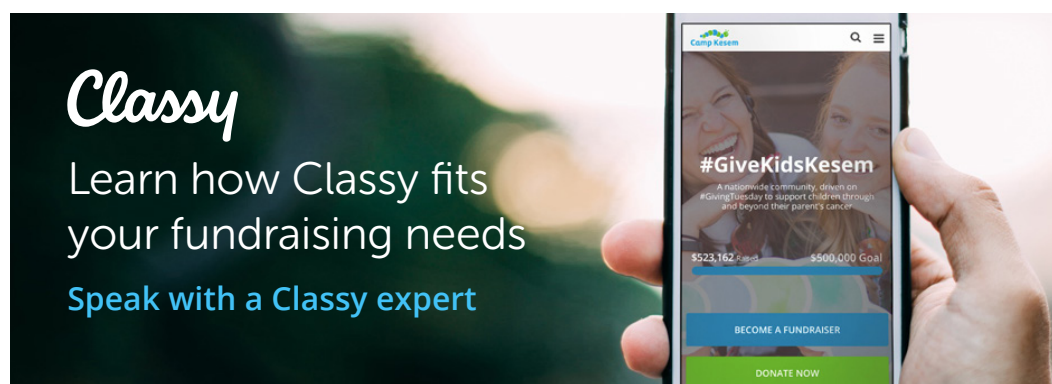 Classy
Learn how Classy fits
your fundraising needs
Speak with a Classy expert
Camp Kesem
#GiveKidsKesem
A nationwide community, driven on
#GivingTuesday to support children through
and beyond their parent's cancer
$523,162 Raised
$500,000 Goal
BECOME A FUNDRAISER
DONATE NOW